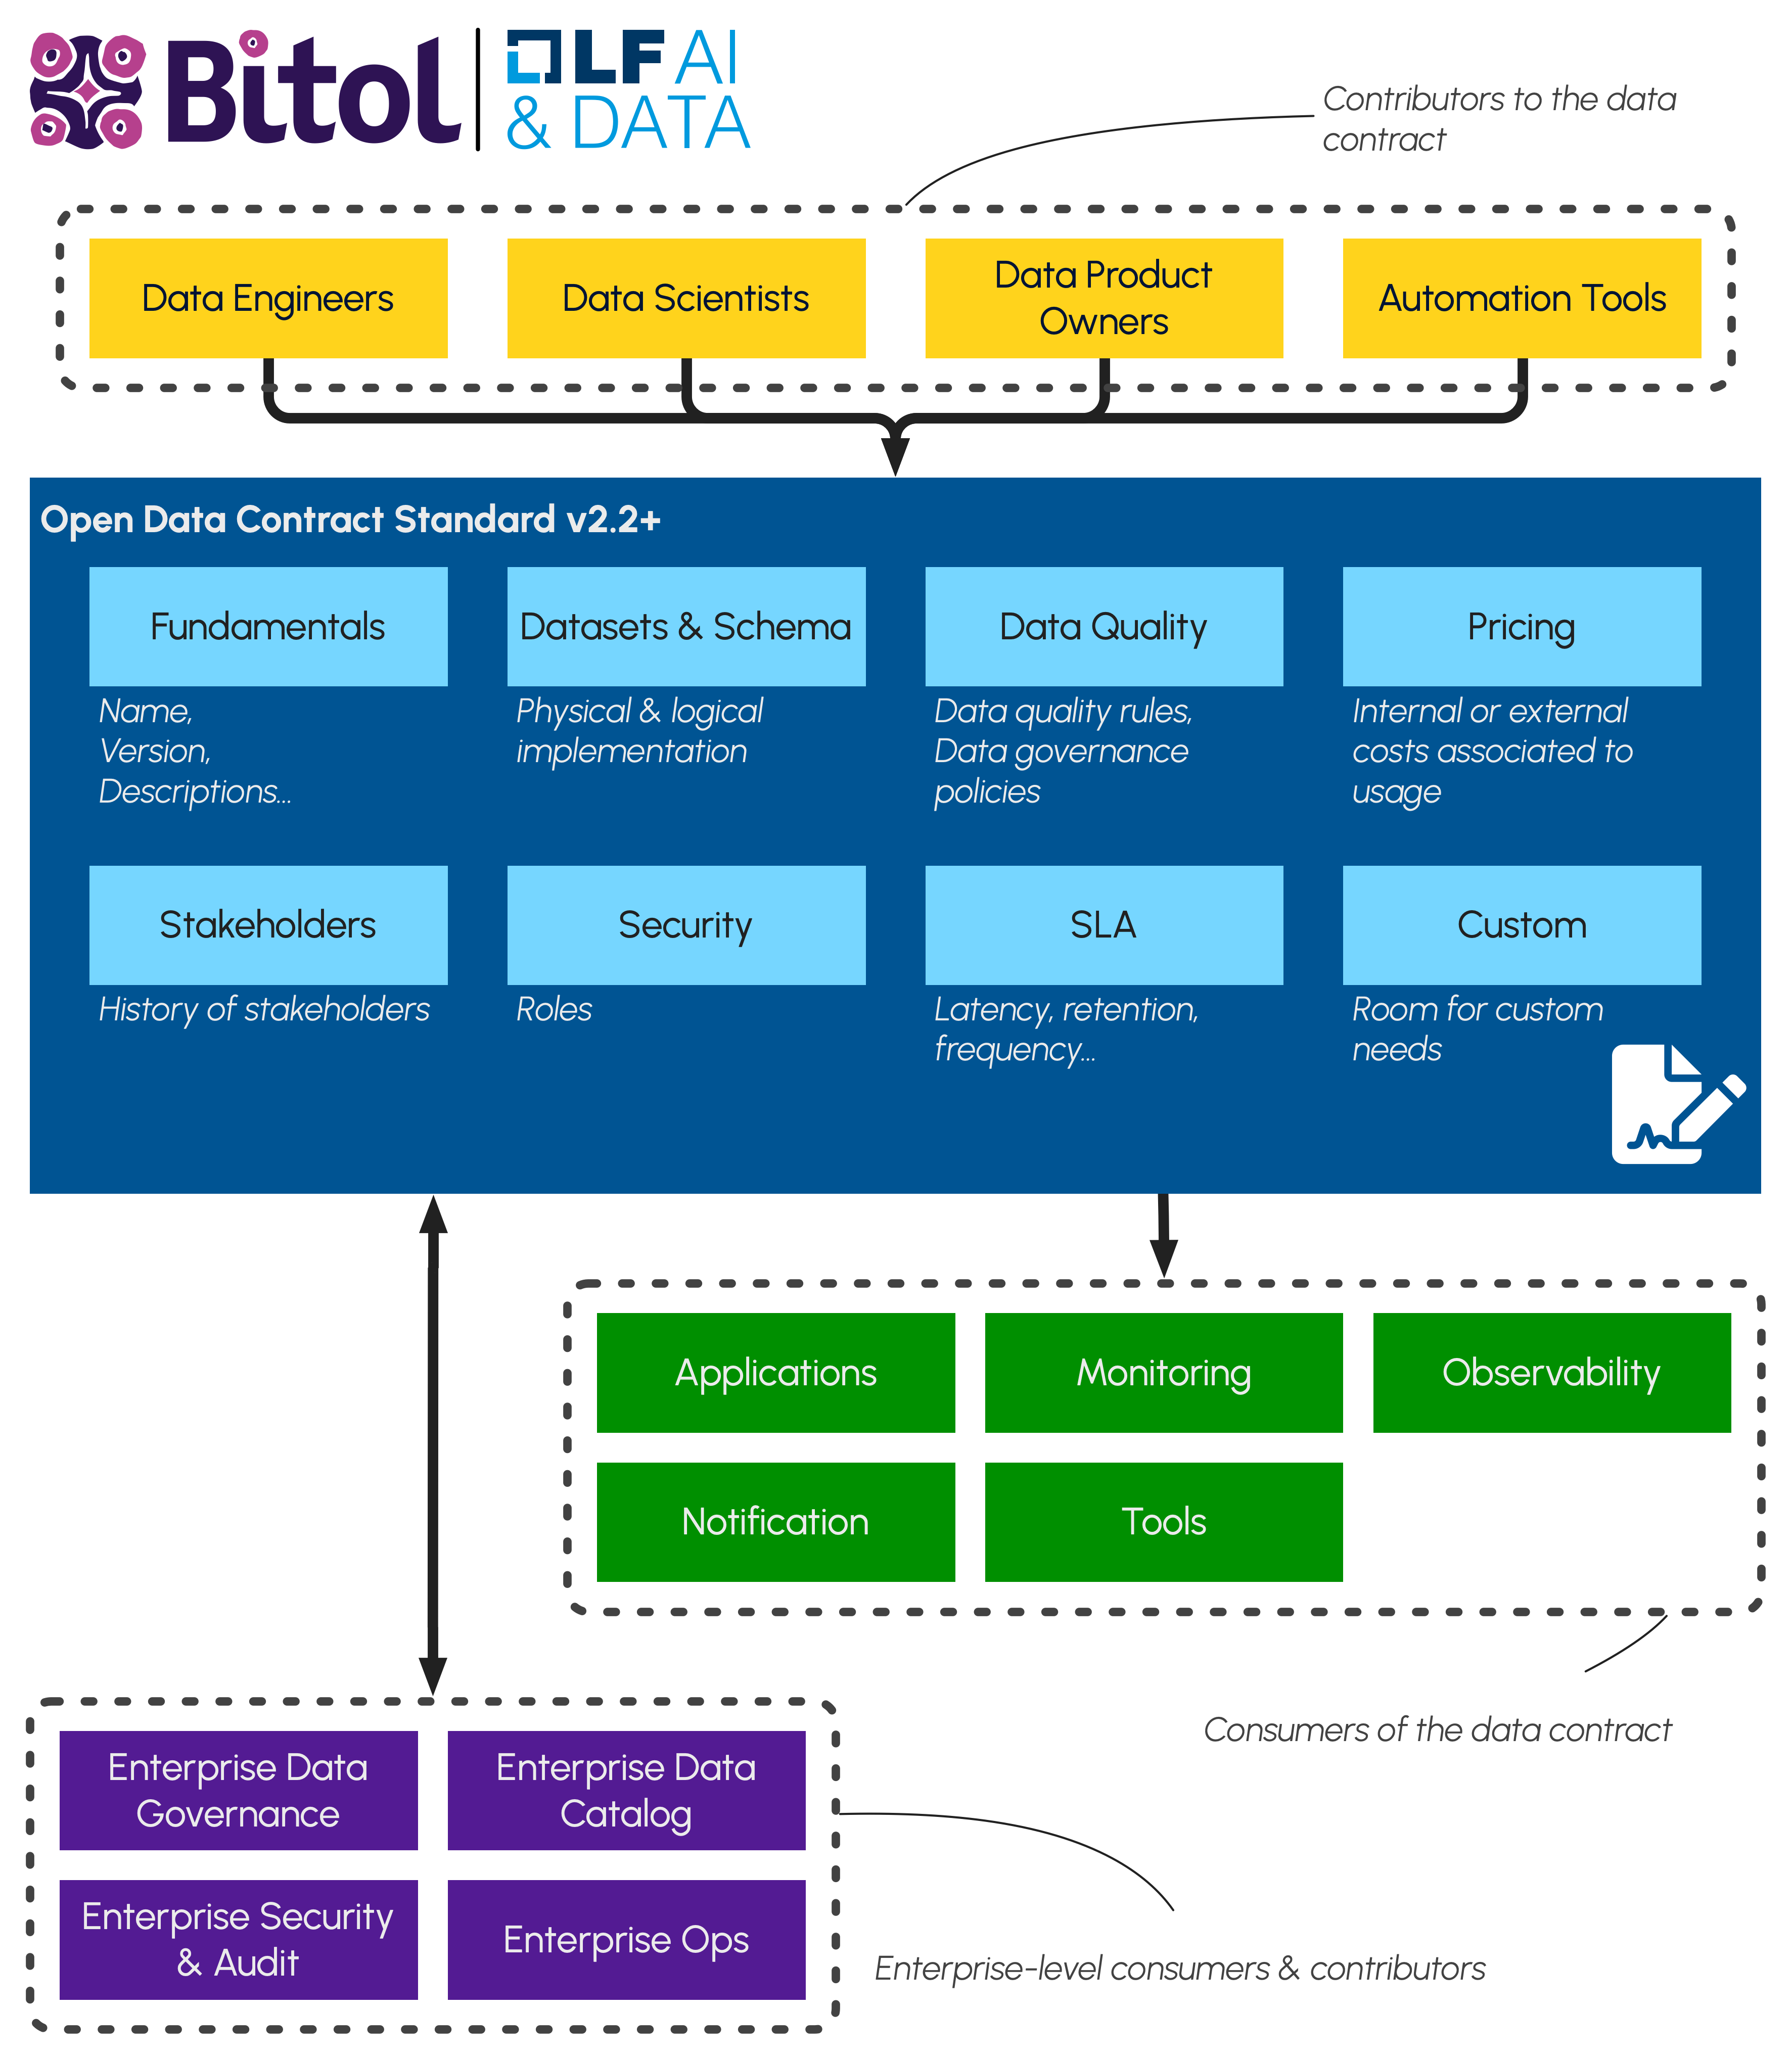 Bitol
LF AI
& DATA
Contributors to the data
contract
Data Engineers
Data Scientists
Data Product
Owners
Automation Tools
Open Data Contract Standard v2.2+
Fundamentals
Datasets & Schema
Data Quality
Pricing
Name,
Version,
Descriptions...
Physical & logical
implementation
Data quality rules,
Data governance
policies
Internal or external
costs associated to
usage
Stakeholders
Security
SLA
Custom
History of stakeholders
Roles
Latency, retention,
frequency...
Room for custom
needs
Applications
Monitoring
Observability
Notification
Tools
Consumers of the data contract
Enterprise Data
Governance
Enterprise Data
Catalog
Enterprise Security
& Audit
Enterprise Ops
Enterprise-level consumers & contributors